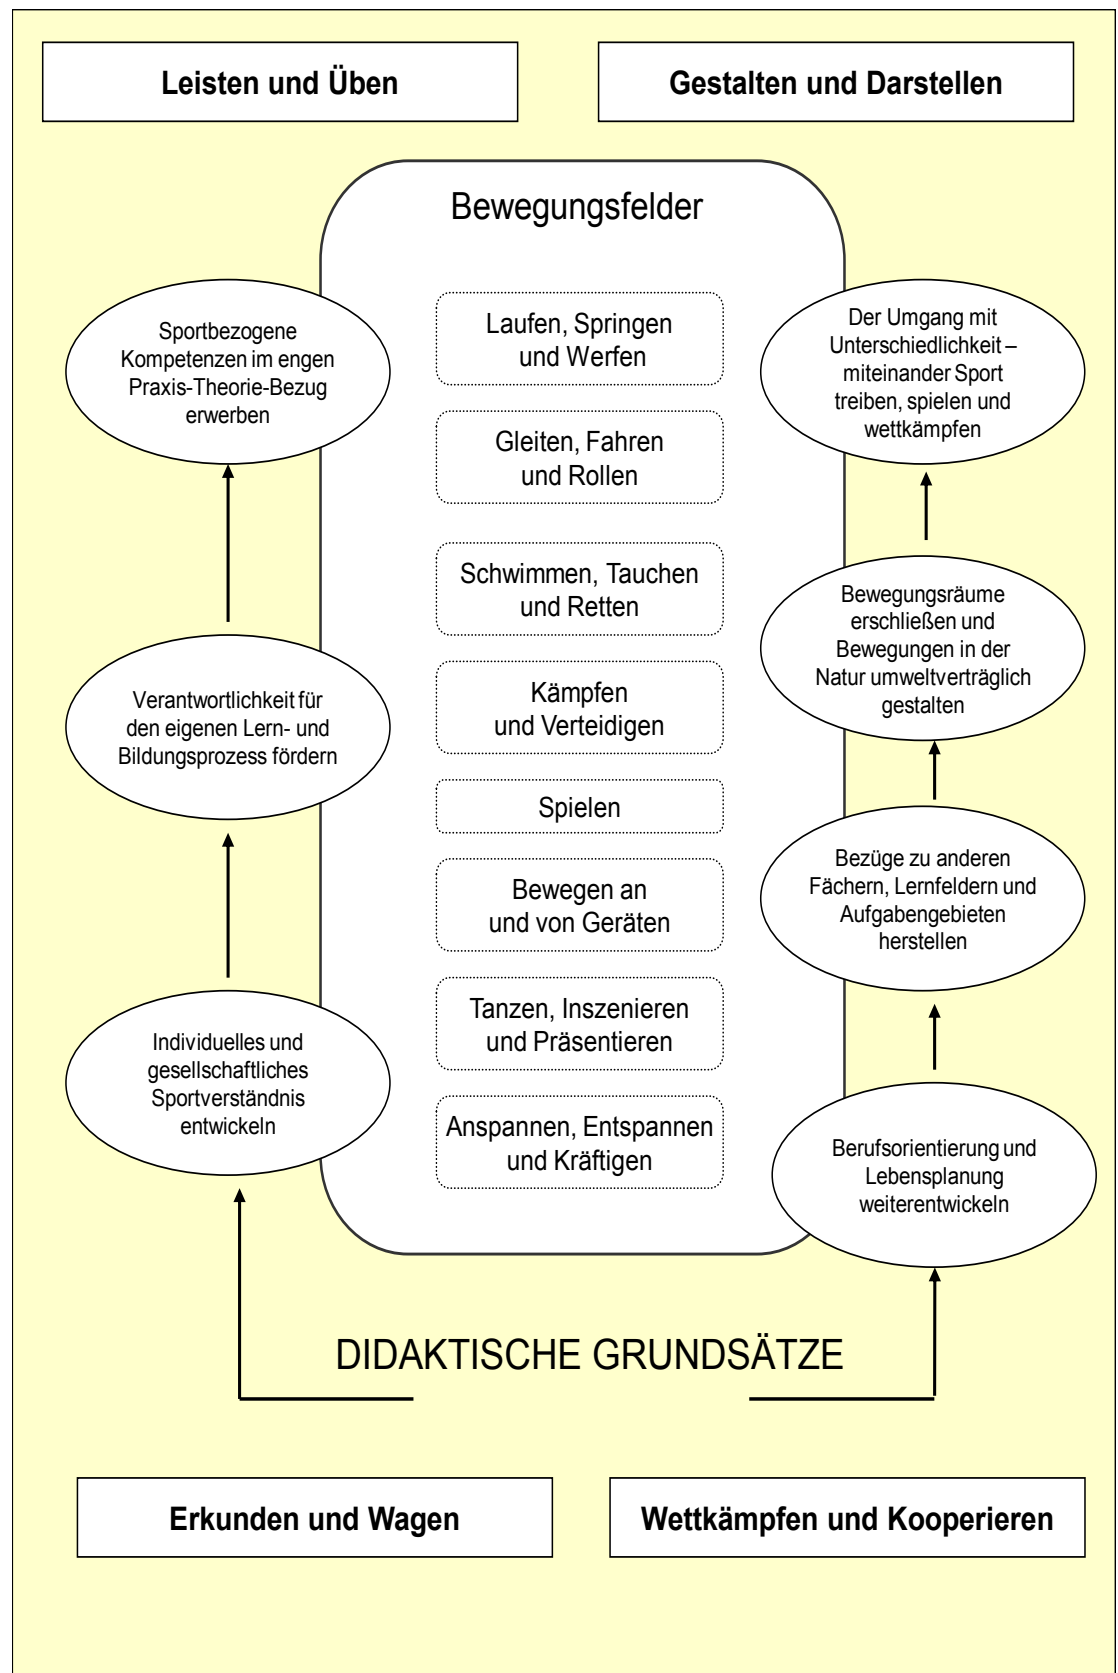 Leisten und Üben
Gestalten und Darstellen
Bewegungsfelder
Laufen, Springen
und Werfen
Gleiten, Fahren
und Rollen
Schwimmen, Tauchen
und Retten
Kämpfen
und Verteidigen
Spielen
Bewegen an
und von Geräten
Tanzen, Inszenieren
und Präsentieren
Anspannen, Entspannen
und Kräftigen
Sportbezogene
Kompetenzen im engen
Praxis-Theorie-Bezug
erwerben
Verantwortlichkeit für
den eigenen Lern- und
Bildungsprozess fördern
Individuelles und
gesellschaftliches
Sportverständnis
entwickeln
Der Umgang mit
Unterschiedlichkeit –
miteinander Sport
treiben, spielen und
wettkämpfen
Bewegungsräume
erschließen und
Bewegungen in der
Natur umweltverträglich
gestalten
Bezüge zu anderen
Fächern, Lernfeldern und
Aufgabengebieten
herstellen
Berufsorientierung und
Lebensplanung
weiterentwickeln
DIDAKTISCHE GRUNDSÄTZE
Erkunden und Wagen
Wettkämpfen und Kooperieren